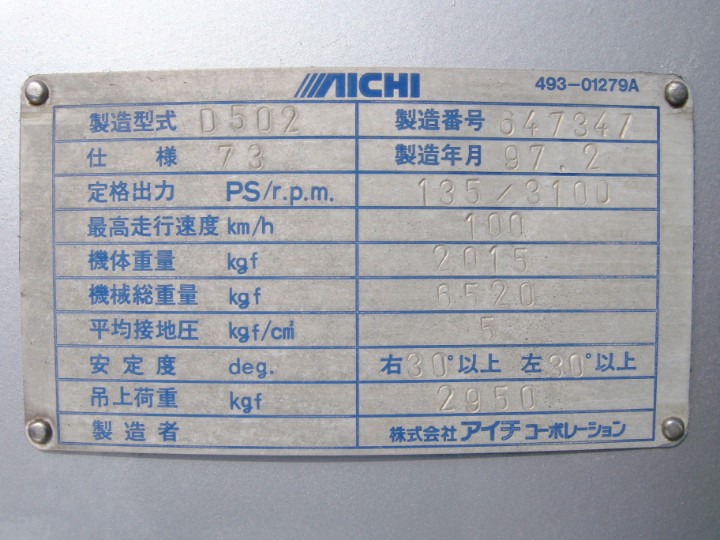 AICHI 493-01279A
製造型式 D502 製造番号 647347
仕様 73 製造年月 97.2
定格出力 PS/r.p.m. 135/3100
最高走行速度 km/h 100
機体重量 kgf 2015
機械総重量 kgf 6520
平均接地圧 kgf/c㎡ 5
安定度 deg. 右30°以上 左30°以上
吊上荷重 kgf 2950
製造者 株式会社アイチコーポレーション